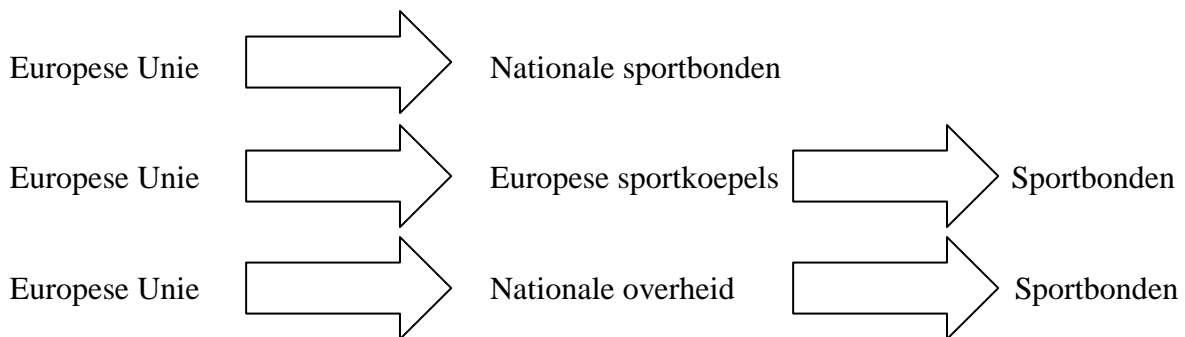 Europese Unie Nationale sportbonden
Europese Unie Europese sportkoepels Sportbonden
Europese Unie Nationale overheid Sportbonden